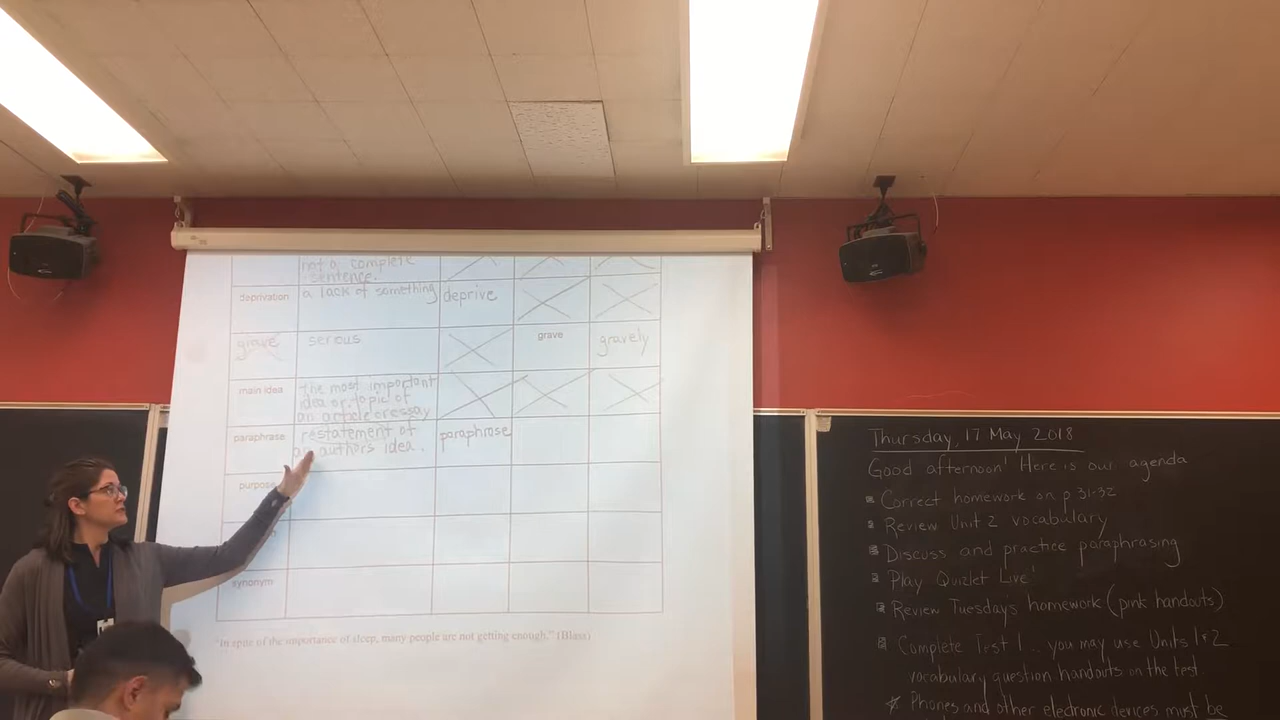 not a complete
sentence.
deprivation a lack of something deprive
grave serious grave gravely
main idea the most important
idea or topic of
an article or essay
paraphrase restatement of paraphrase
an author's idea.
purpose
synonym
"In spite of the importance of sleep, many people are not getting enough." (Blass)
Thursday, 17 May 2018
Good afternoon! Here is our agenda
Correct homework on p 31-32
Review Unit 2 vocabulary
Discuss and practice paraphrasing
Play Quizlet Live!
Review Tuesday's homework (pink handouts)
Complete Test 1... you may use Units 1 & 2
vocabulary question handouts on the test.
Phones and other electronic devices must be